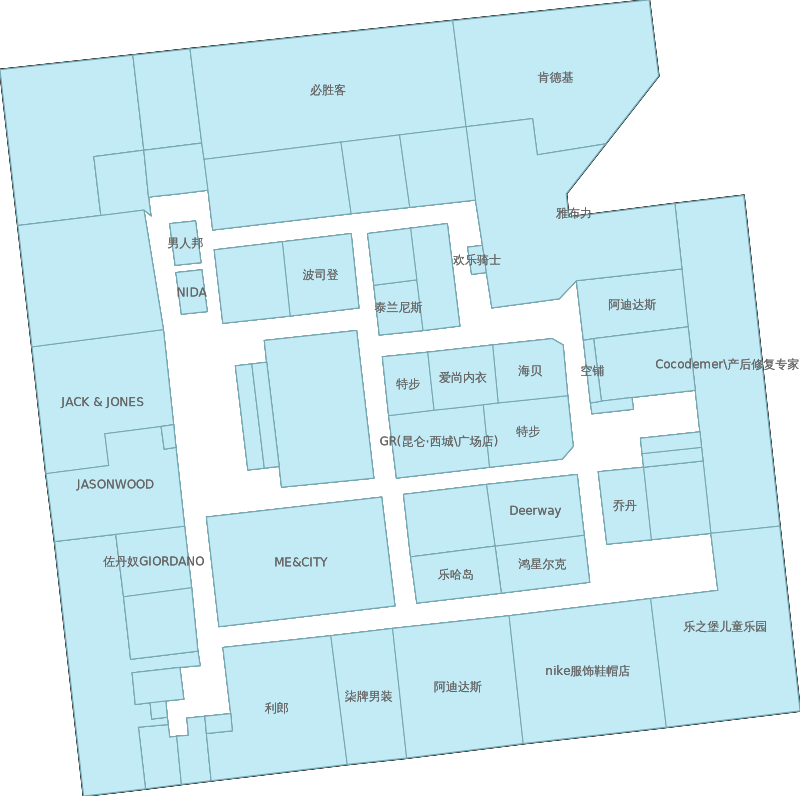 必胜客
肯德基
雅布力
男人邦
欢乐骑士
波司登
NIDA
泰兰尼斯
阿迪达斯
Cocodemer\产后修复专家
空铺
海贝
爱尚内衣
特步
JACK & JONES
特步
GR(昆仑·西城\广场店)
JASONWOOD
乔丹
Deerway
佐丹奴GIORDANO
ME&CITY
鸿星尔克
乐哈岛
乐之堡儿童乐园
nike服饰鞋帽店
阿迪达斯
柒牌男装
利郎